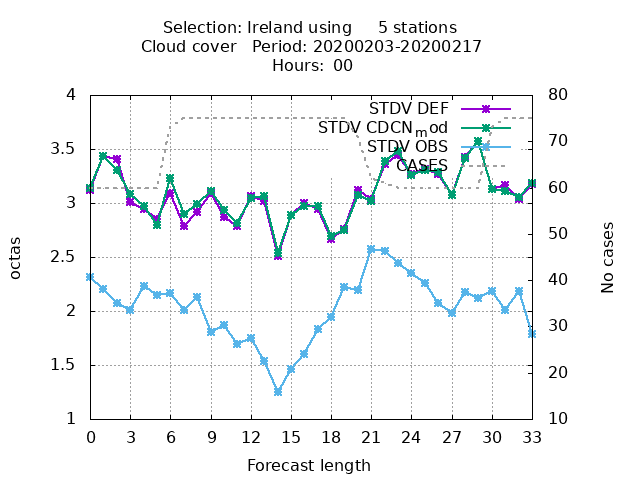 Selection: Ireland using     5 stations
Cloud cover   Period: 20200203-20200217
Hours:  00
STDV DEF
STDV CDCN_mod
STDV OBS
CASES
4
3.5
3
2.5
2
1.5
1
octas
80
70
60
50
40
30
20
10
No cases
0 3 6 9 12 15 18 21 24 27 30 33
Forecast length